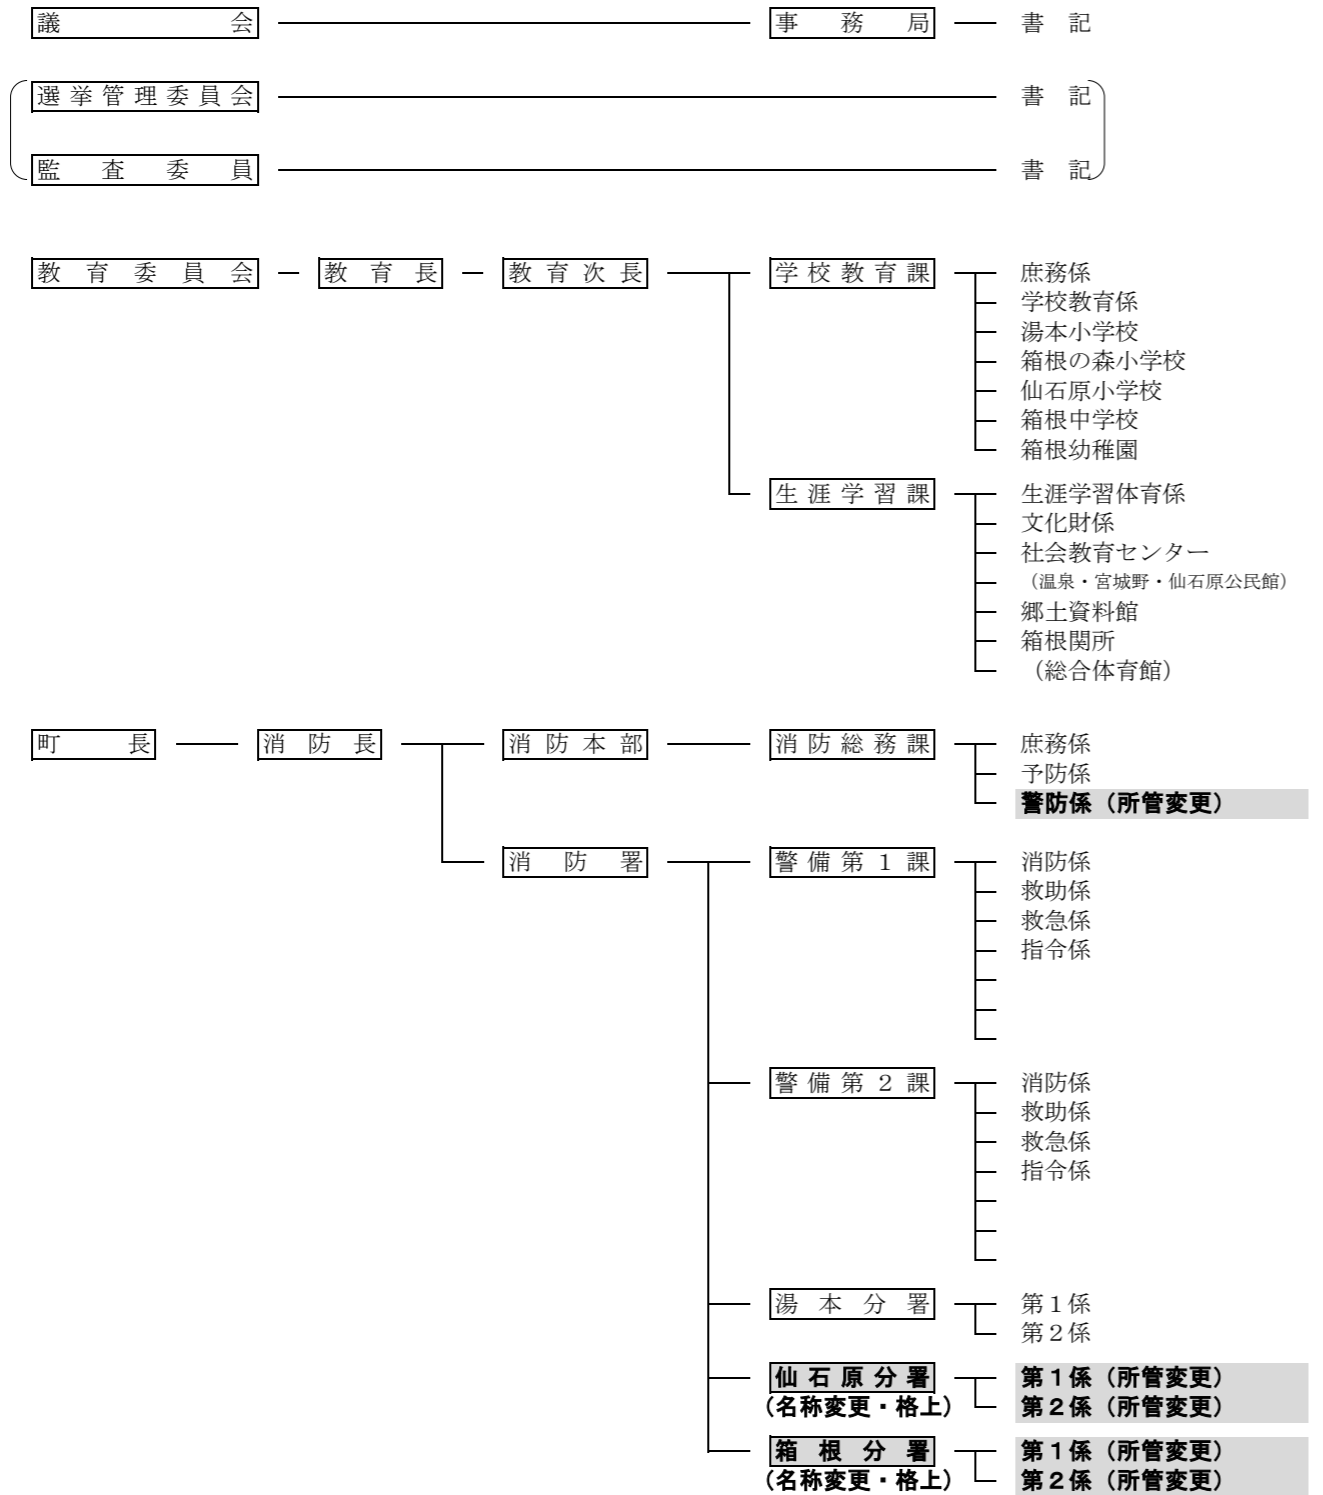 議会 事務局 書記
選挙管理委員会 書記
監査委員 書記
教育委員会 教育長 教育次長 学校教育課 庶務係
学校教育係
湯本小学校
箱根の森小学校
仙石原小学校
箱根中学校
箱根幼稚園
生涯学習課 生涯学習体育係
文化財係
社会教育センター
（温泉・宮城野・仙石原公民館）
郷土資料館
箱根関所
（総合体育館）
町長 消防長 消防本部 消防総務課 庶務係
予防係
警防係（所管変更）
消防署 警備第１課 消防係
救助係
救急係
指令係
警備第２課 消防係
救助係
救急係
指令係
湯本分署 第１係
第２係
仙石原分署 第１係（所管変更）
（名称変更・格上） 第２係（所管変更）
箱根分署 第１係（所管変更）
（名称変更・格上） 第２係（所管変更）